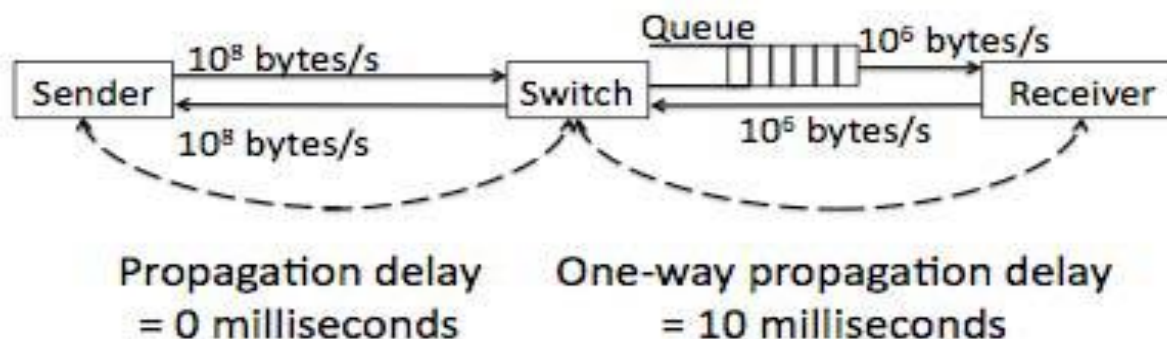 Queue
10⁸ bytes/s
10⁶ bytes/s
Sender
Switch
Receiver
10⁸ bytes/s
10⁶ bytes/s
Propagation delay
= 0 milliseconds
One-way propagation delay
= 10 milliseconds